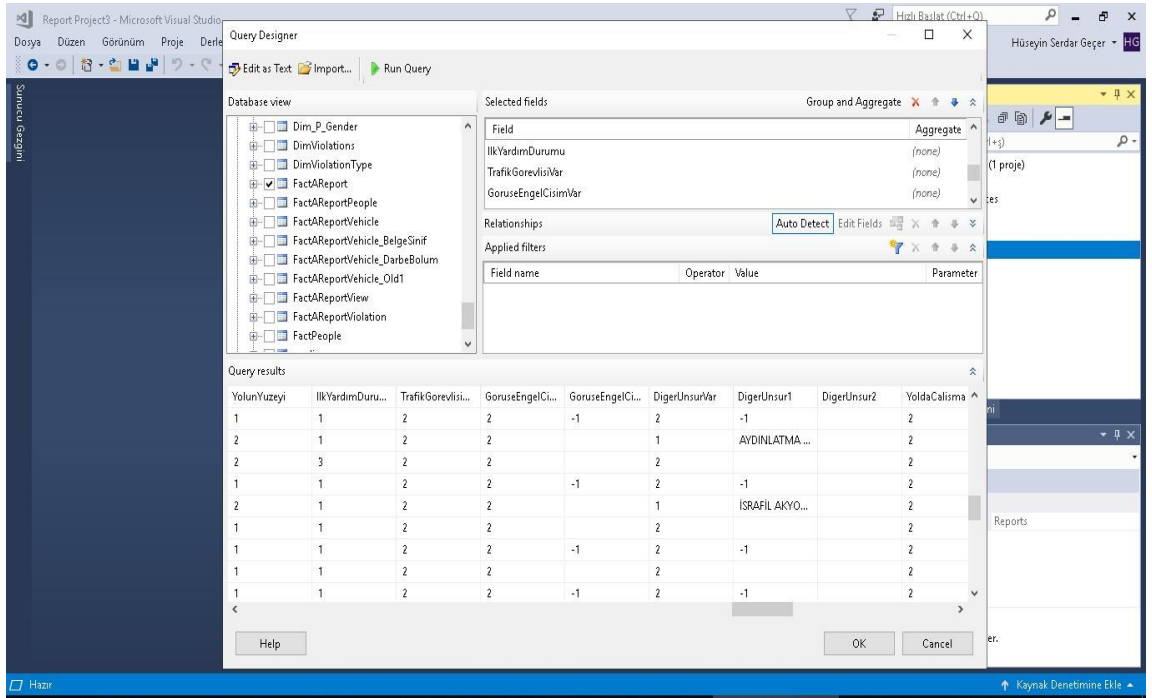 Report Project3 - Microsoft Visual Studio
Hızlı Başlat (Ctrl+Q)
Dosya Düzen Görünüm Proje Derle
Hüseyin Serdar Geçer HG
Sunucu Gezgini
Query Designer
Edit as Text Import... Run Query
Database view
Dim_P_Gender
DimViolations
DimViolationType
FactAReport
FactAReportPeople
FactAReportVehicle
FactAReportVehicle_BelgeSinif
FactAReportVehicle_DarbeBolum
FactAReportVehicle_Old1
FactAReportView
FactAReportViolation
FactPeople
Selected fields Group and Aggregate
Field Aggregate
IlkYardımDurumu (none)
TrafikGorevlisiVar (none)
GoruseEngelCisimVar (none)
Relationships Auto Detect Edit Fields
Applied filters
Field name Operator Value Parameter
Query results
YolunYuzeyi IlkYardımDuru... TrafikGorevlisi... GoruseEngelCi... GoruseEngelCi... DigerUnsurVar DigerUnsur1 DigerUnsur2 YoldaCalisma
1 1 2 2 -1 2 -1 2
2 1 2 2 1 AYDINLATMA ... 2
2 3 2 2 2 2
1 1 2 2 -1 2 -1 2
2 1 2 2 1 İSRAFİL AKYO... 2
1 1 2 2 2 2
1 1 2 2 -1 2 -1 2
1 1 2 2 2 2
1 1 2 2 -1 2 -1 2
Help OK Cancel
ı+ş)
(1 proje)
Reports
er.
Hazır
Kaynak Denetimine Ekle